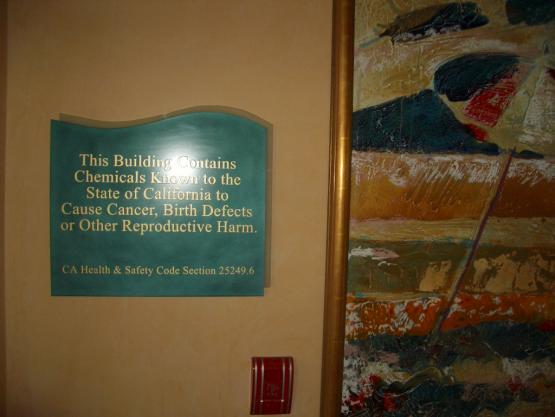 This Building Contains
Chemicals Known to the
State of California to
Cause Cancer, Birth Defects
or Other Reproductive Harm.
CA Health & Safety Code Section 25249.6